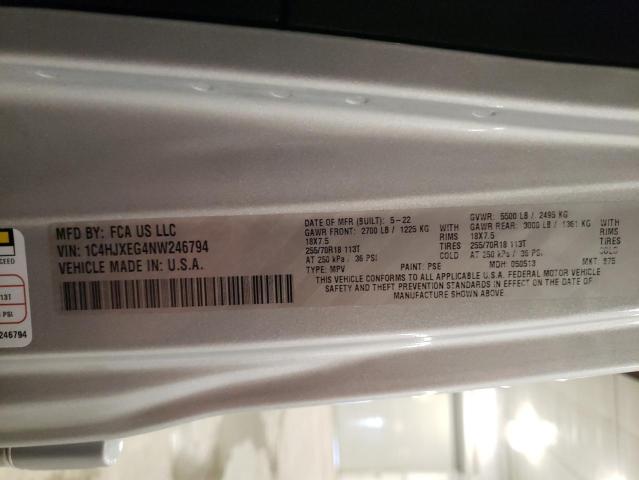 MFD BY: FCA US LLC
VIN: 1C4HJXEG4NW246794
VEHICLE MADE IN U.S.A.
DATE OF MFR (BUILT): 5-22
GAWR FRONT: 2700 LB / 1225 KG WITH
18X7.5 RIMS
255/70R18 113T TIRES
AT 250 kPa / 36 PSI COLD
GVWR: 5500 LB / 2495 KG
GAWR REAR: 3000 LB / 1361 KG WITH
18X7.5 RIMS
255/70R18 113T TIRES
AT 250 kPa / 36 PSI COLD
TYPE: MPV PAINT: PSE MDH: 050513 MKT: 975
THIS VEHICLE CONFORMS TO ALL APPLICABLE U.S.A. FEDERAL MOTOR VEHICLE
SAFETY AND THEFT PREVENTION STANDARDS IN EFFECT ON THE DATE OF
MANUFACTURE SHOWN ABOVE
CEED
13T
PSI
246794